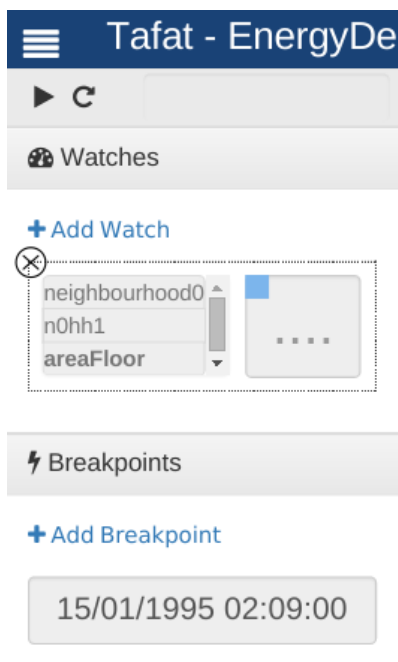 Tafat - EnergyDe
Watches
Add Watch
neighbourhood0
n0hh1
areaFloor
....
Breakpoints
Add Breakpoint
15/01/1995 02:09:00